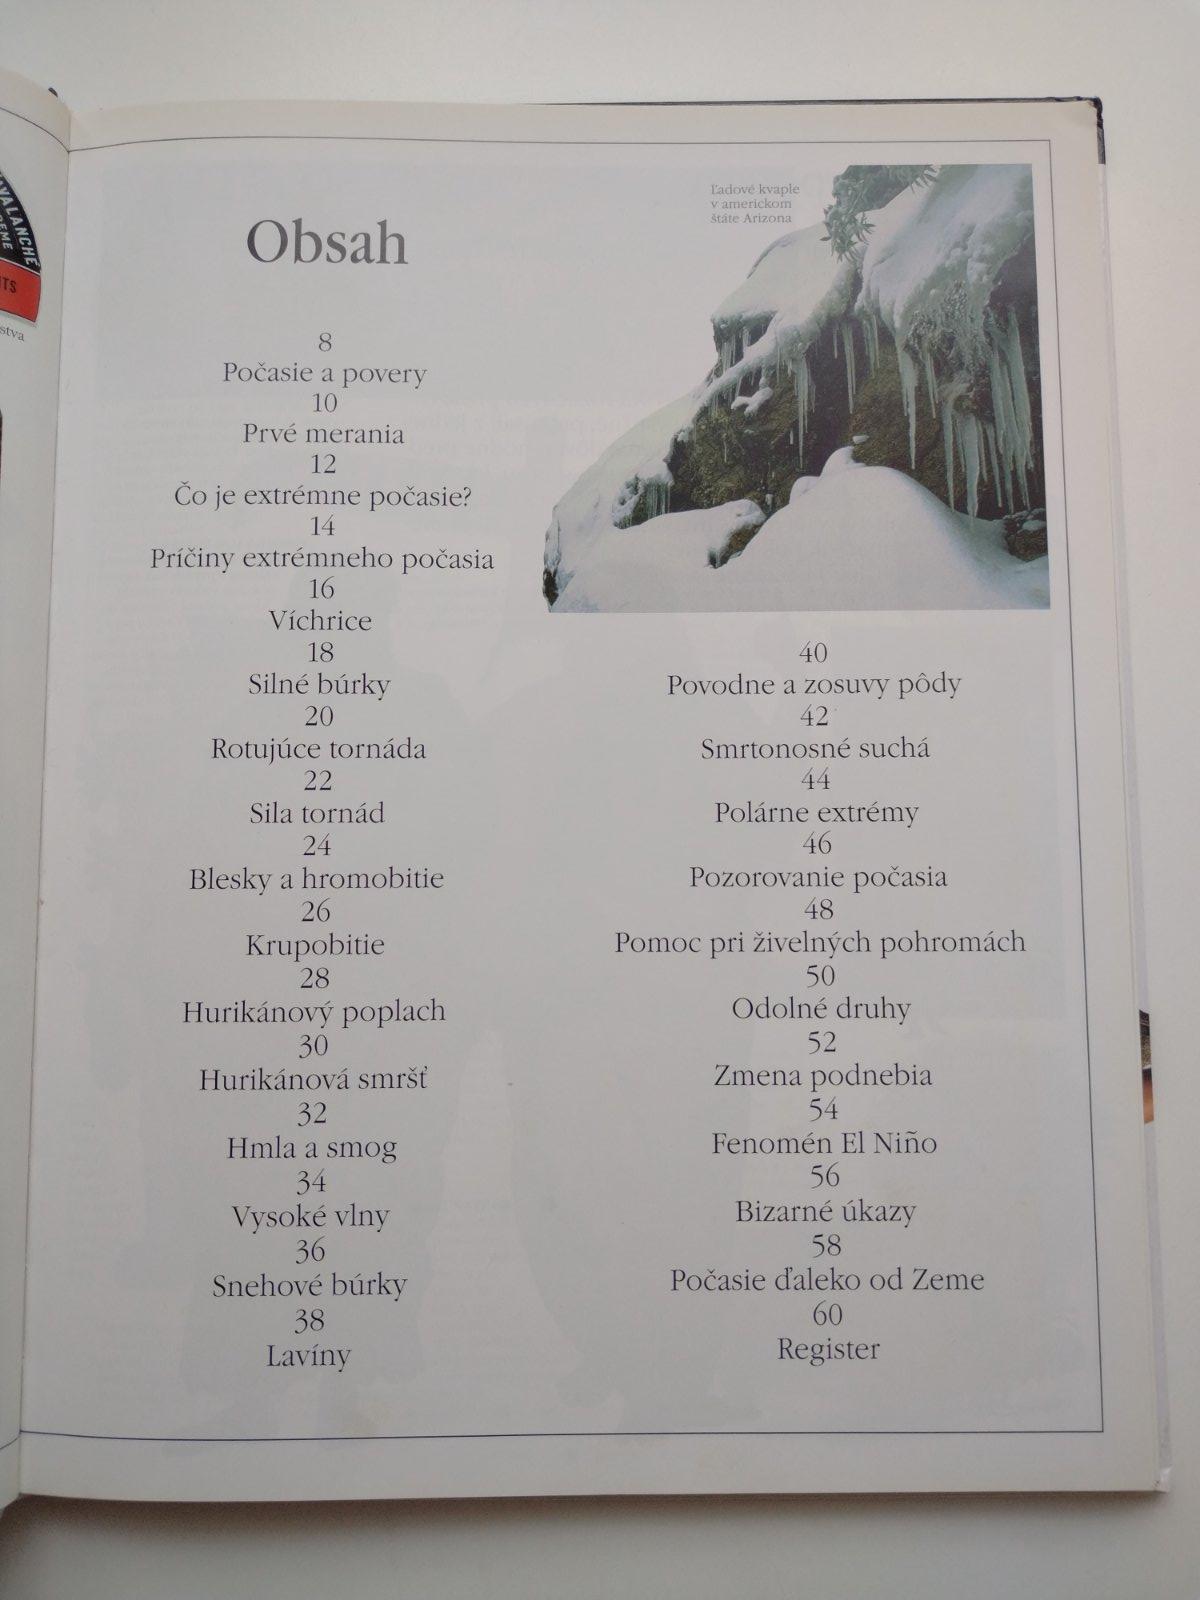 AVALANCHE
stva
Ľadové kvaple
v americkom
štáte Arizona
Obsah
8
Počasie a povery
10
Prvé merania
12
Čo je extrémne počasie?
14
Príčiny extrémneho počasia
16
Víchrice
18
Silné búrky
20
Rotujúce tornáda
22
Sila tornád
24
Blesky a hromobitie
26
Krupobitie
28
Hurikánový poplach
30
Hurikánová smršť
32
Hmla a smog
34
Vysoké vlny
36
Snehové búrky
38
Lavíny
40
Povodne a zosuvy pôdy
42
Smrtonosné suchá
44
Polárne extrémy
46
Pozorovanie počasia
48
Pomoc pri živelných pohromách
50
Odolné druhy
52
Zmena podnebia
54
Fenomén El Niño
56
Bizarné úkazy
58
Počasie ďaleko od Zeme
60
Register